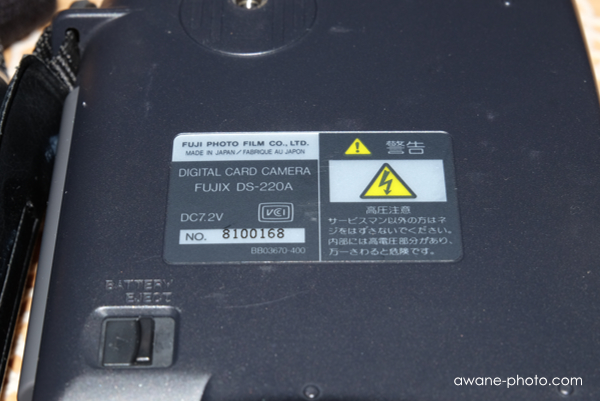 FUJI PHOTO FILM CO., LTD.
MADE IN JAPAN / FABRIQUÉ AU JAPON
DIGITAL CARD CAMERA
FUJIX DS-220A
DC7.2V
VCI
NO. 8100168
BB03670-400
警告
高圧注意
サービスマン以外の方はネ
ジをはずさないでください。
内部には高電圧部分があり、
万一さわると危険です。
BATTERY
EJECT
awane-photo.com